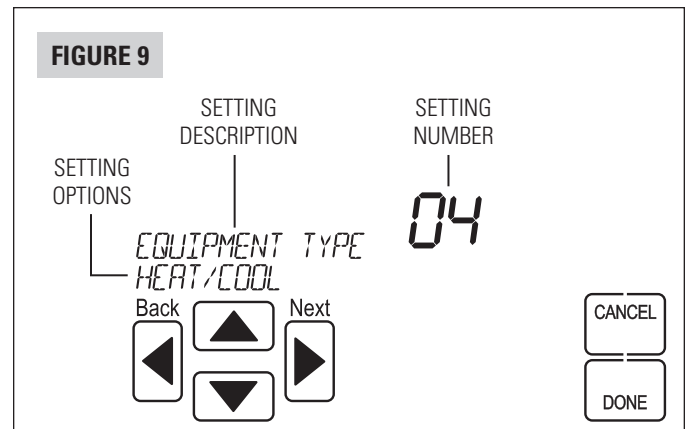 FIGURE 9
SETTING
DESCRIPTION
SETTING
NUMBER
SETTING
OPTIONS
04
EQUIPMENT TYPE
HEAT/COOL
Back
Next
CANCEL
DONE